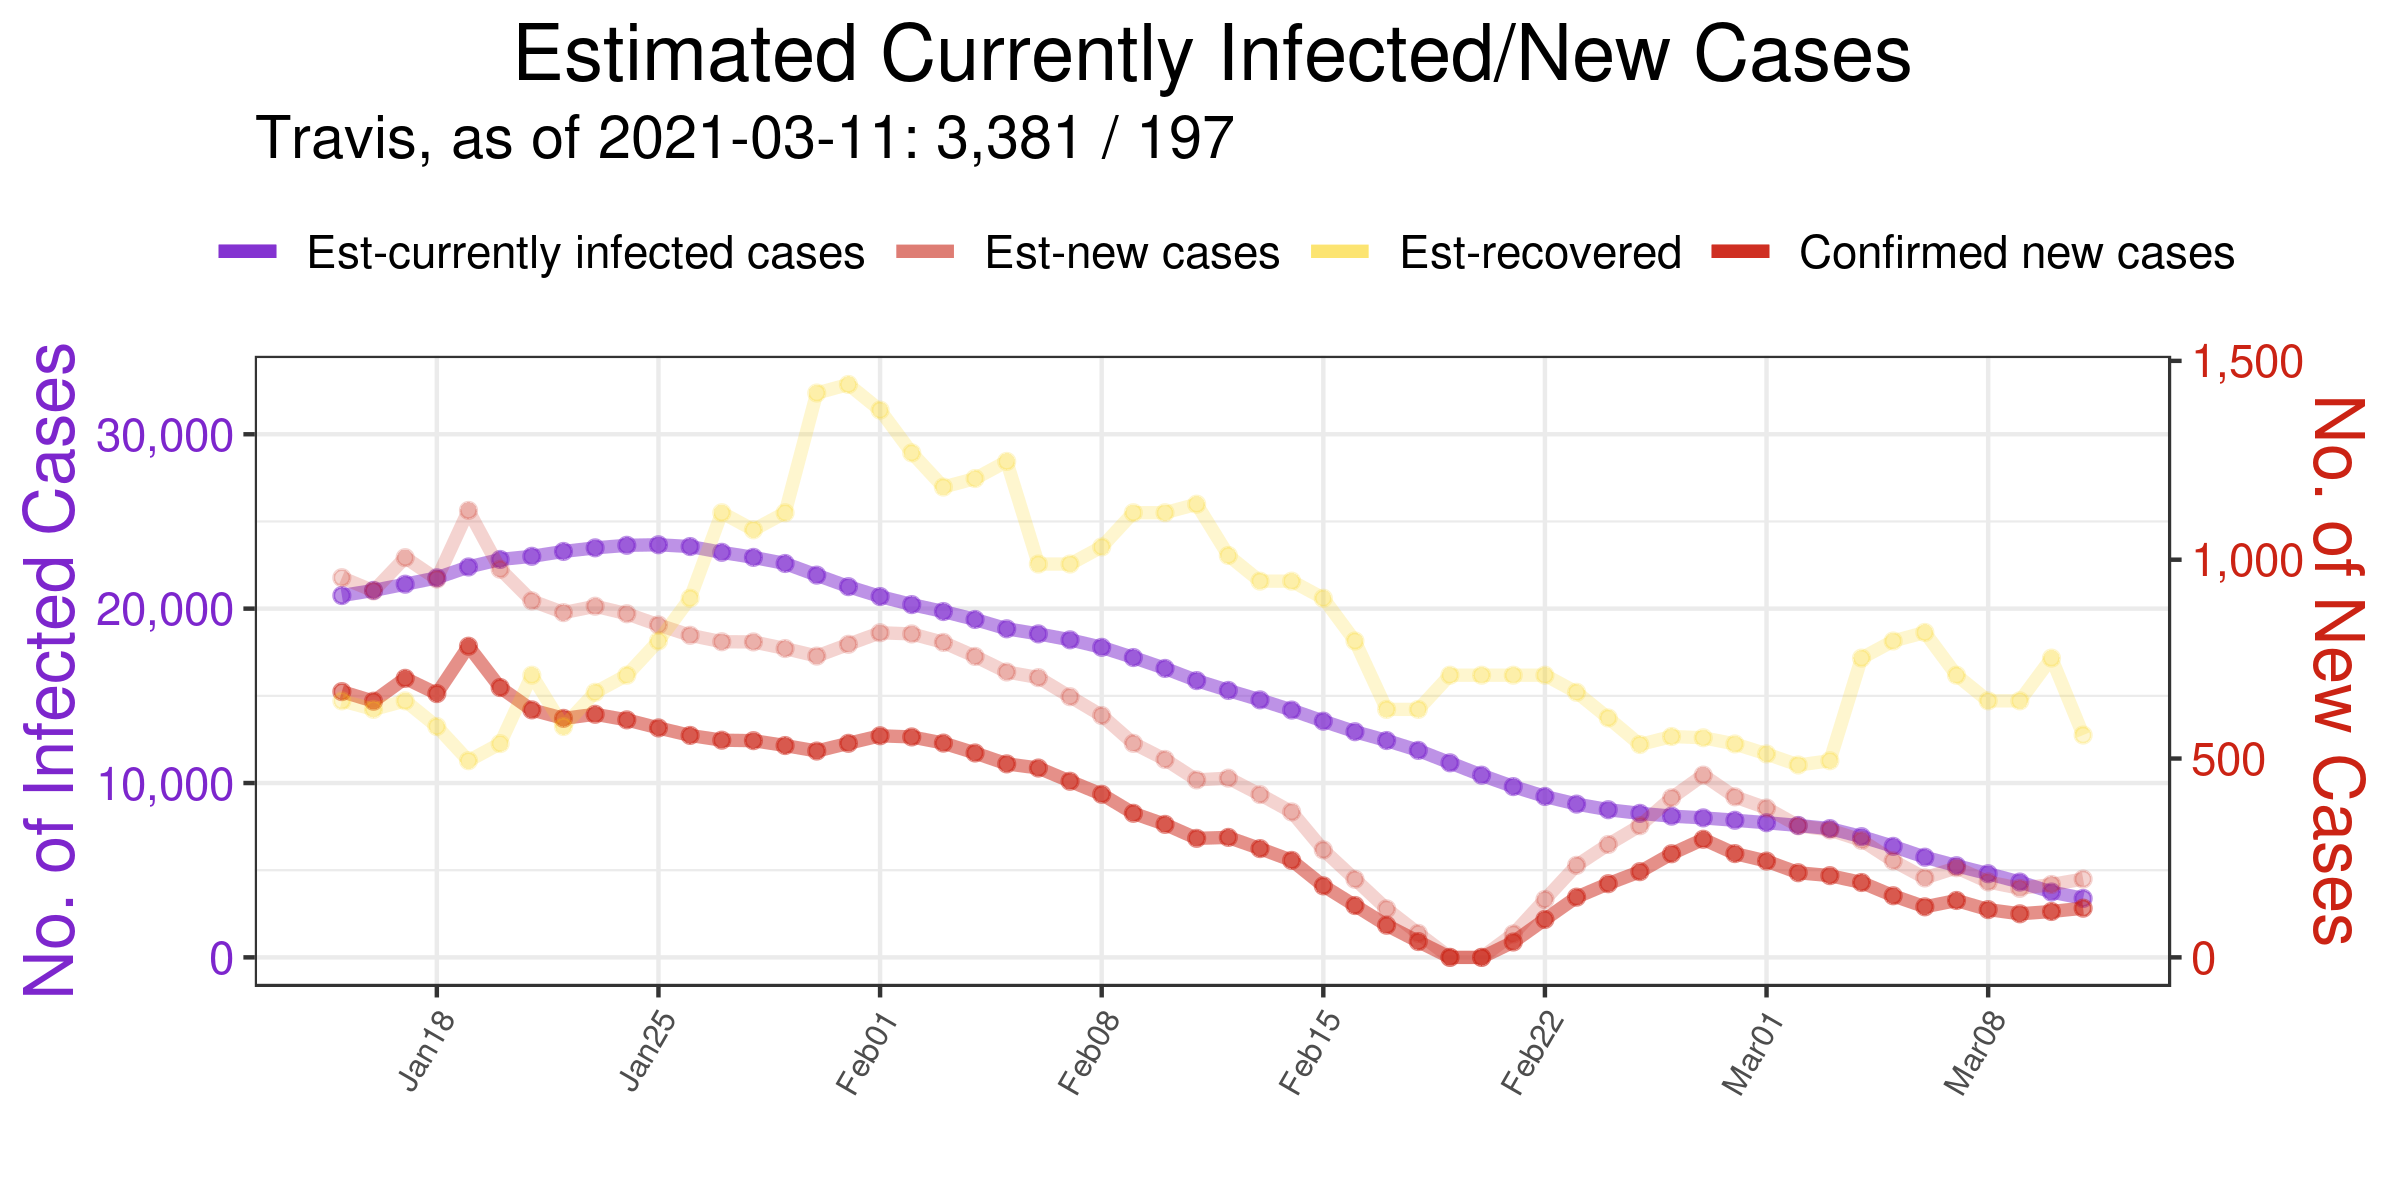 Estimated Currently Infected/New Cases
Travis, as of 2021-03-11: 3,381 / 197
Est-currently infected cases Est-new cases Est-recovered Confirmed new cases
No. of Infected Cases
30,000
20,000
10,000
0
1,500
1,000
500
0
No. of New Cases
Jan18 Jan25 Feb01 Feb08 Feb15 Feb22 Mar01 Mar08